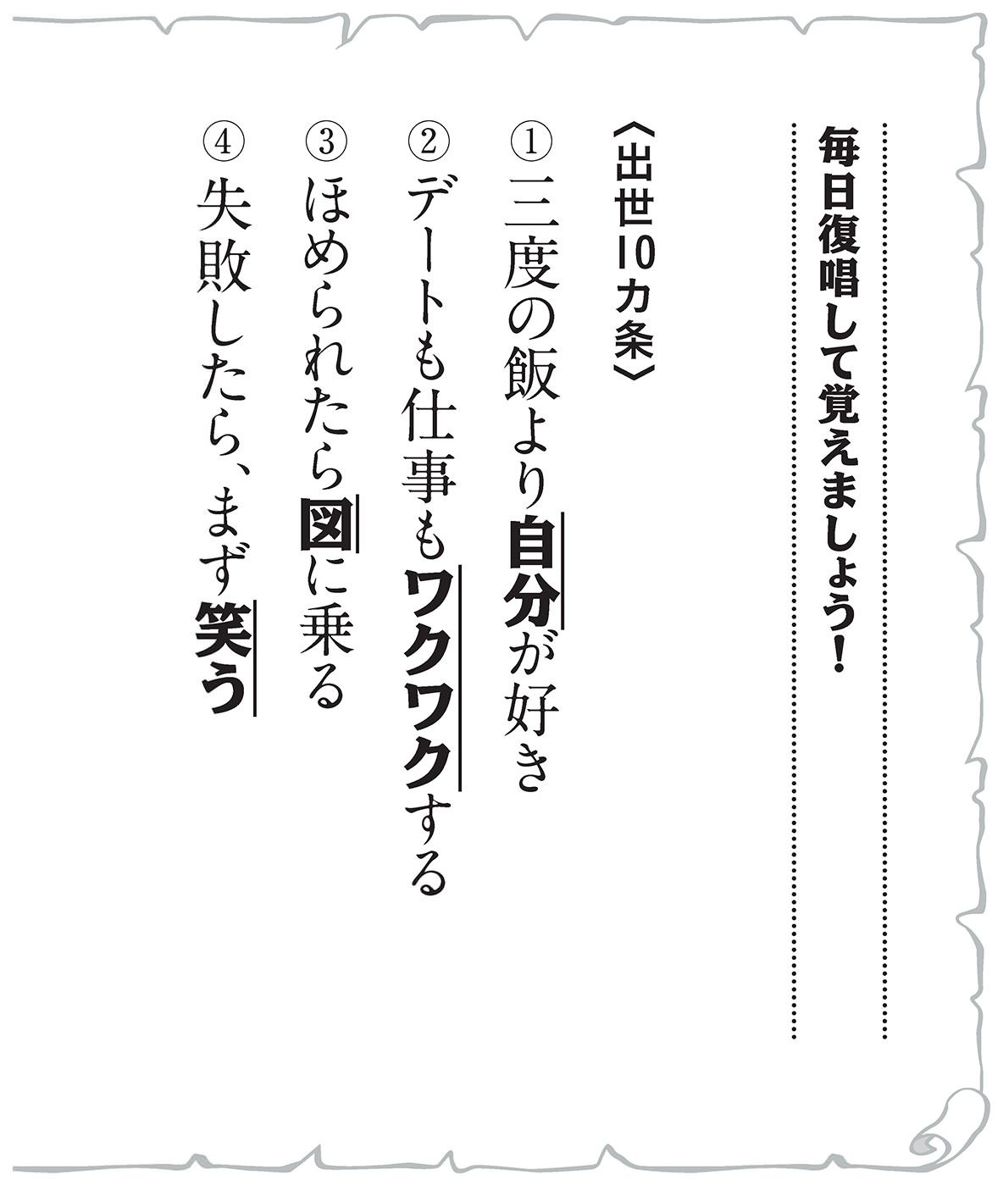 毎日復唱して覚えましょう！
〈出世10カ条〉
①三度の飯より自分が好き
②デートも仕事もワクワクする
③ほめられたら図に乗る
④失敗したら、まず笑う